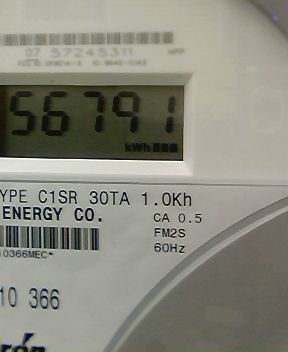 07 57245311
56791
kWh
YPE C1SR 30TA 1.0Kh
ENERGY CO.
CA 0.5
FM2S
60Hz
0366MEC*
10 366
rón